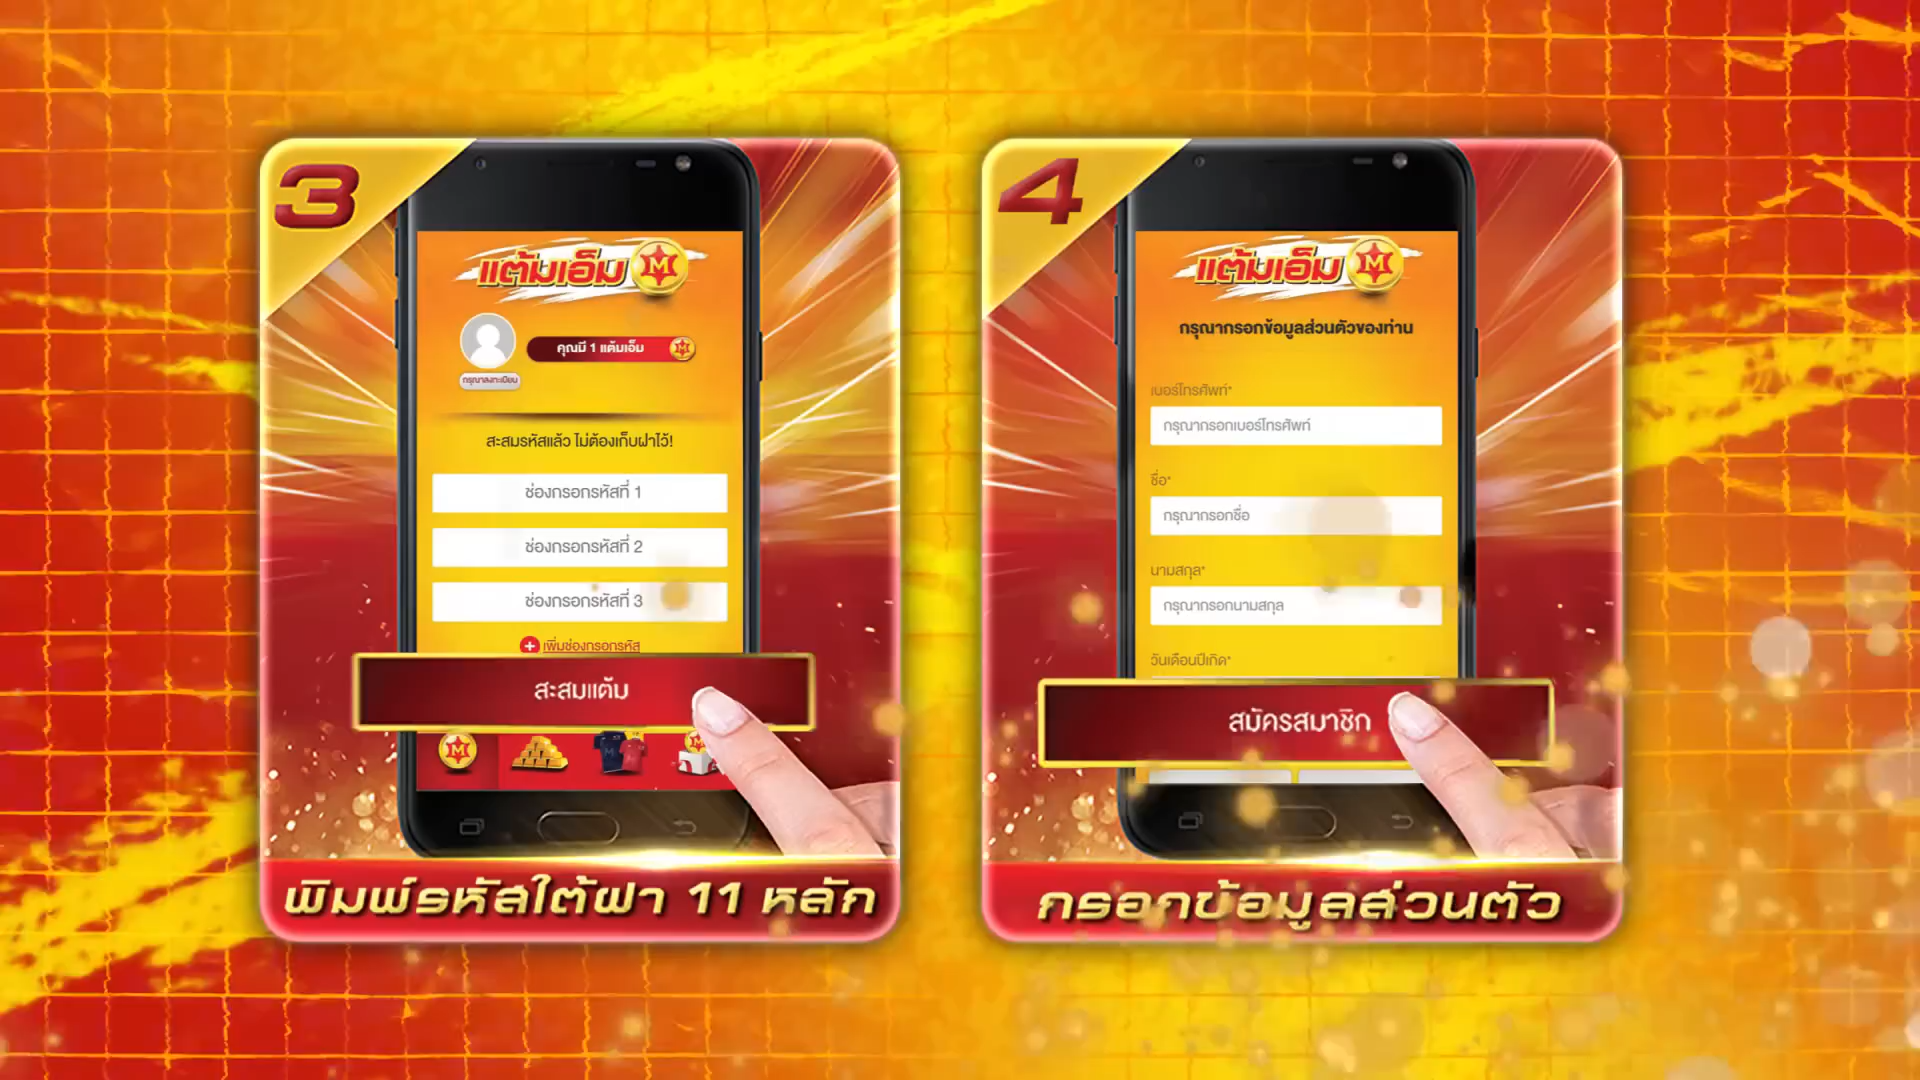 3
แต้มเอ็ม M
คุณมี 1 แต้มเอ็ม
กรุณาลงทะเบียน
สะสมรหัสแล้ว ไม่ต้องเก็บฝาไว้!
ช่องกรอกรหัสที่ 1
ช่องกรอกรหัสที่ 2
ช่องกรอกรหัสที่ 3
+ เพิ่มช่องกรอกรหัส
สะสมแต้ม
M
M
พิมพ์รหัสใต้ฝา 11 หลัก
4
แต้มเอ็ม M
กรุณากรอกข้อมูลส่วนตัวของท่าน
เบอร์โทรศัพท์*
กรุณากรอกเบอร์โทรศัพท์
ชื่อ*
กรุณากรอกชื่อ
นามสกุล*
กรุณากรอกนามสกุล
วันเดือนปีเกิด*
สมัครสมาชิก
กรอกข้อมูลส่วนตัว